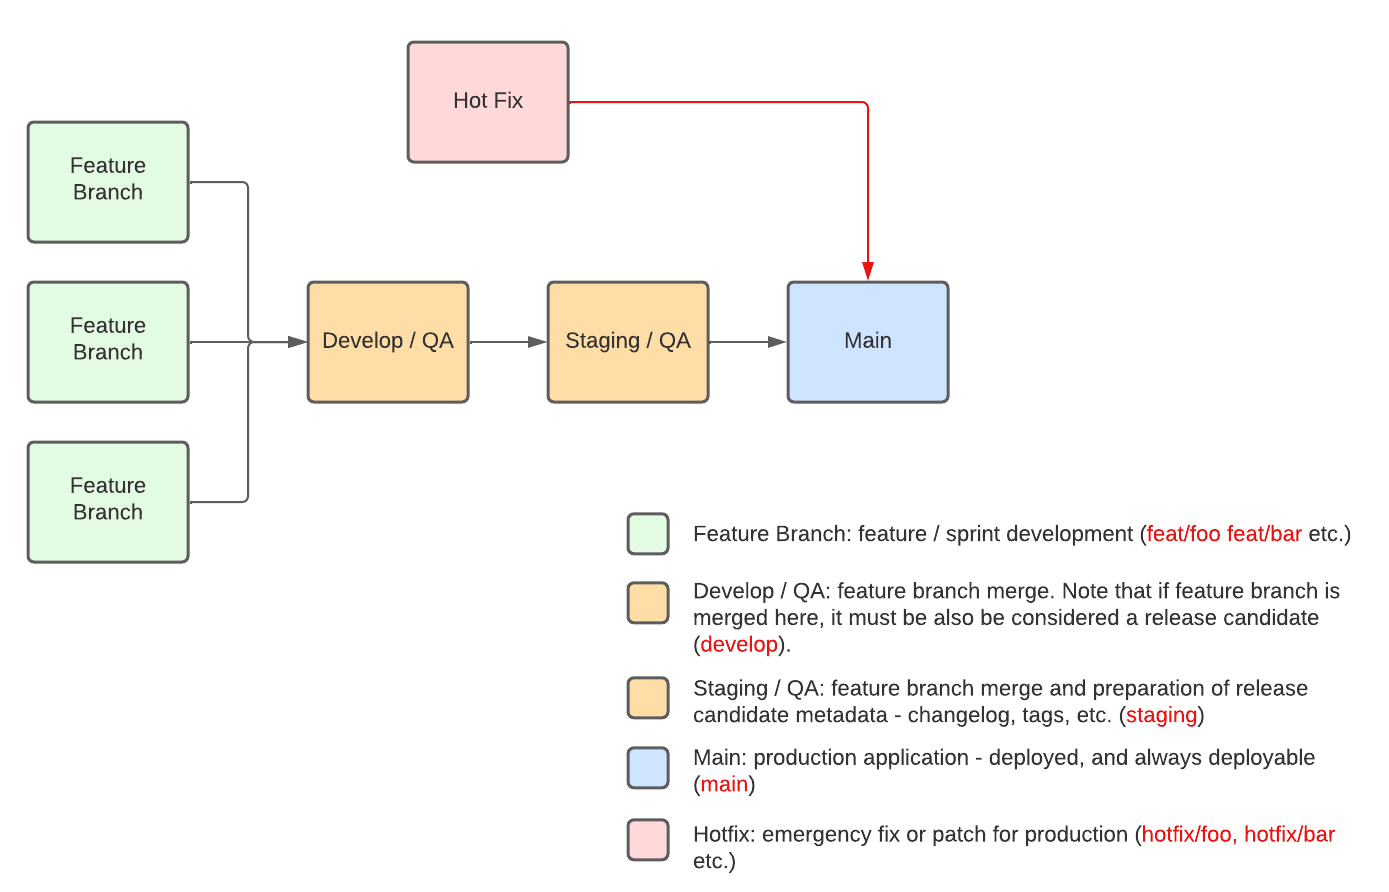 Hot Fix
Feature
Branch
Feature
Branch
Develop / QA
Staging / QA
Main
Feature
Branch
Feature Branch: feature / sprint development (feat/foo feat/bar etc.)
Develop / QA: feature branch merge. Note that if feature branch is
merged here, it must be also be considered a release candidate
(develop).
Staging / QA: feature branch merge and preparation of release
candidate metadata - changelog, tags, etc. (staging)
Main: production application - deployed, and always deployable
(main)
Hotfix: emergency fix or patch for production (hotfix/foo, hotfix/bar
etc.)